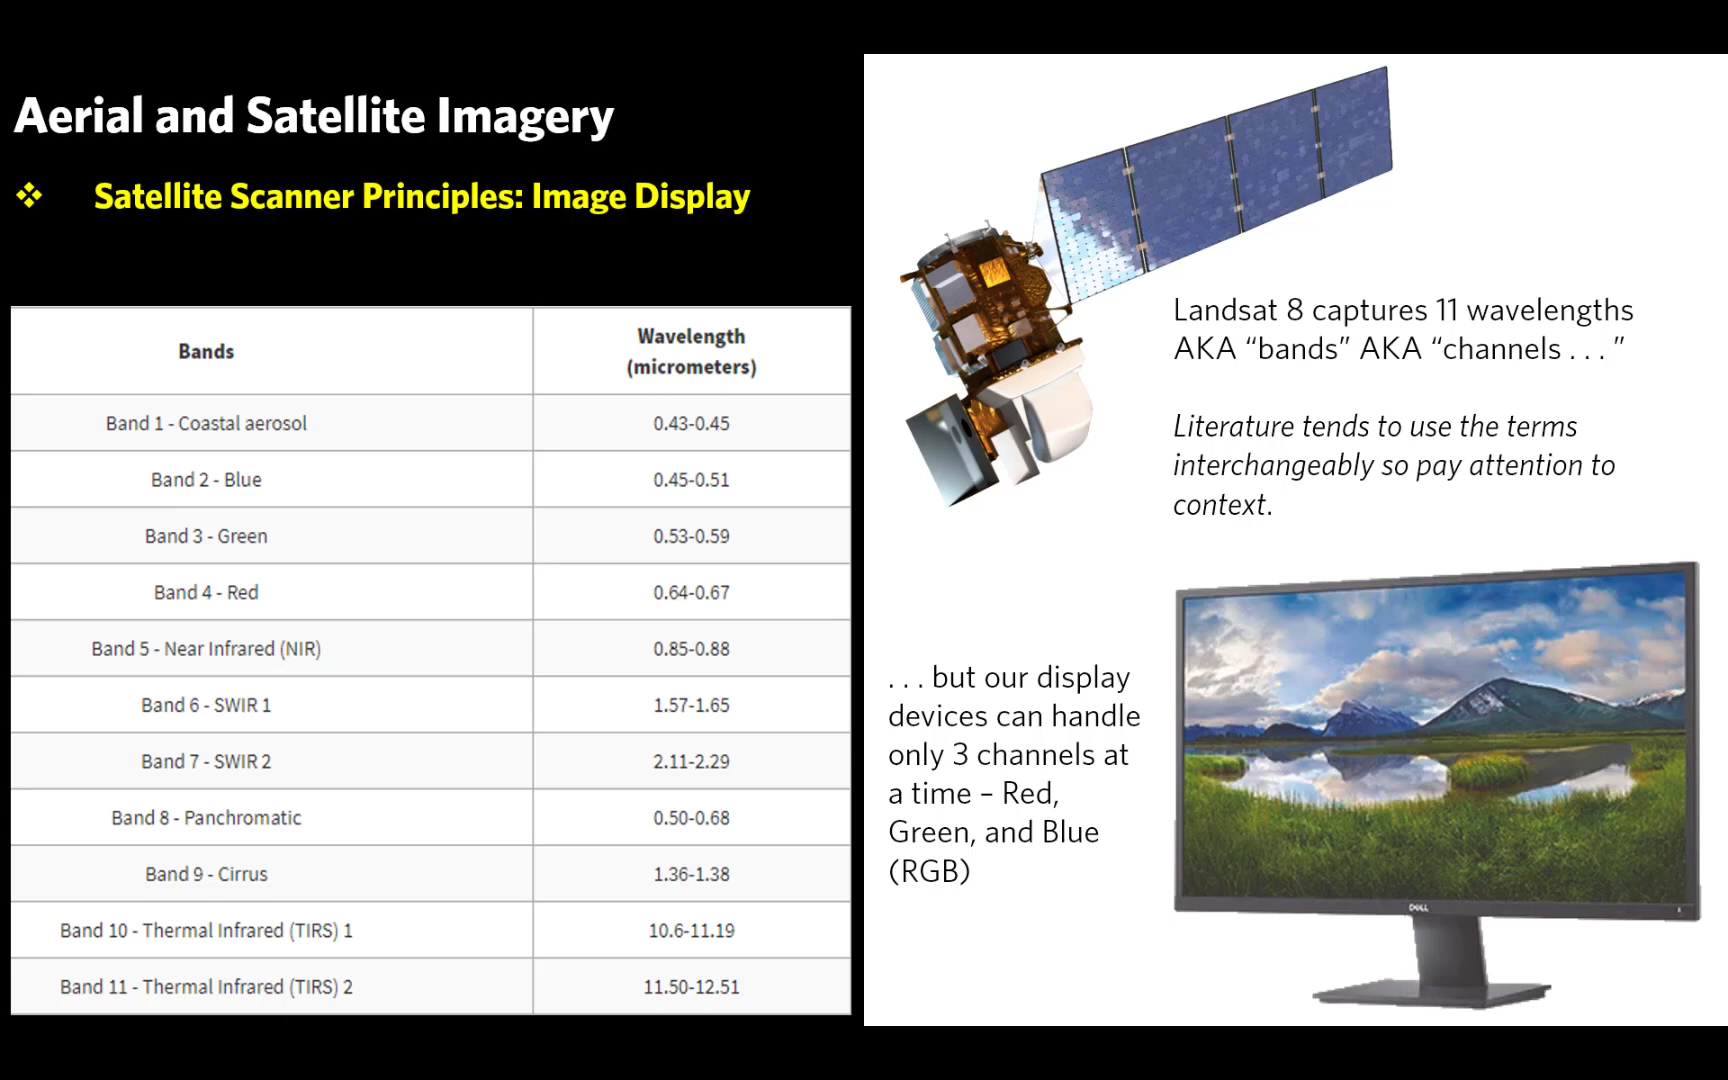 Aerial and Satellite Imagery
❖ Satellite Scanner Principles: Image Display
Bands Wavelength (micrometers)
Band 1 - Coastal aerosol 0.43-0.45
Band 2 - Blue 0.45-0.51
Band 3 - Green 0.53-0.59
Band 4 - Red 0.64-0.67
Band 5 - Near Infrared (NIR) 0.85-0.88
Band 6 - SWIR 1 1.57-1.65
Band 7 - SWIR 2 2.11-2.29
Band 8 - Panchromatic 0.50-0.68
Band 9 - Cirrus 1.36-1.38
Band 10 - Thermal Infrared (TIRS) 1 10.6-11.19
Band 11 - Thermal Infrared (TIRS) 2 11.50-12.51
Landsat 8 captures 11 wavelengths
AKA “bands” AKA “channels . . . ”
Literature tends to use the terms
interchangeably so pay attention to
context.
. . . but our display
devices can handle
only 3 channels at
a time – Red,
Green, and Blue
(RGB)
DELL